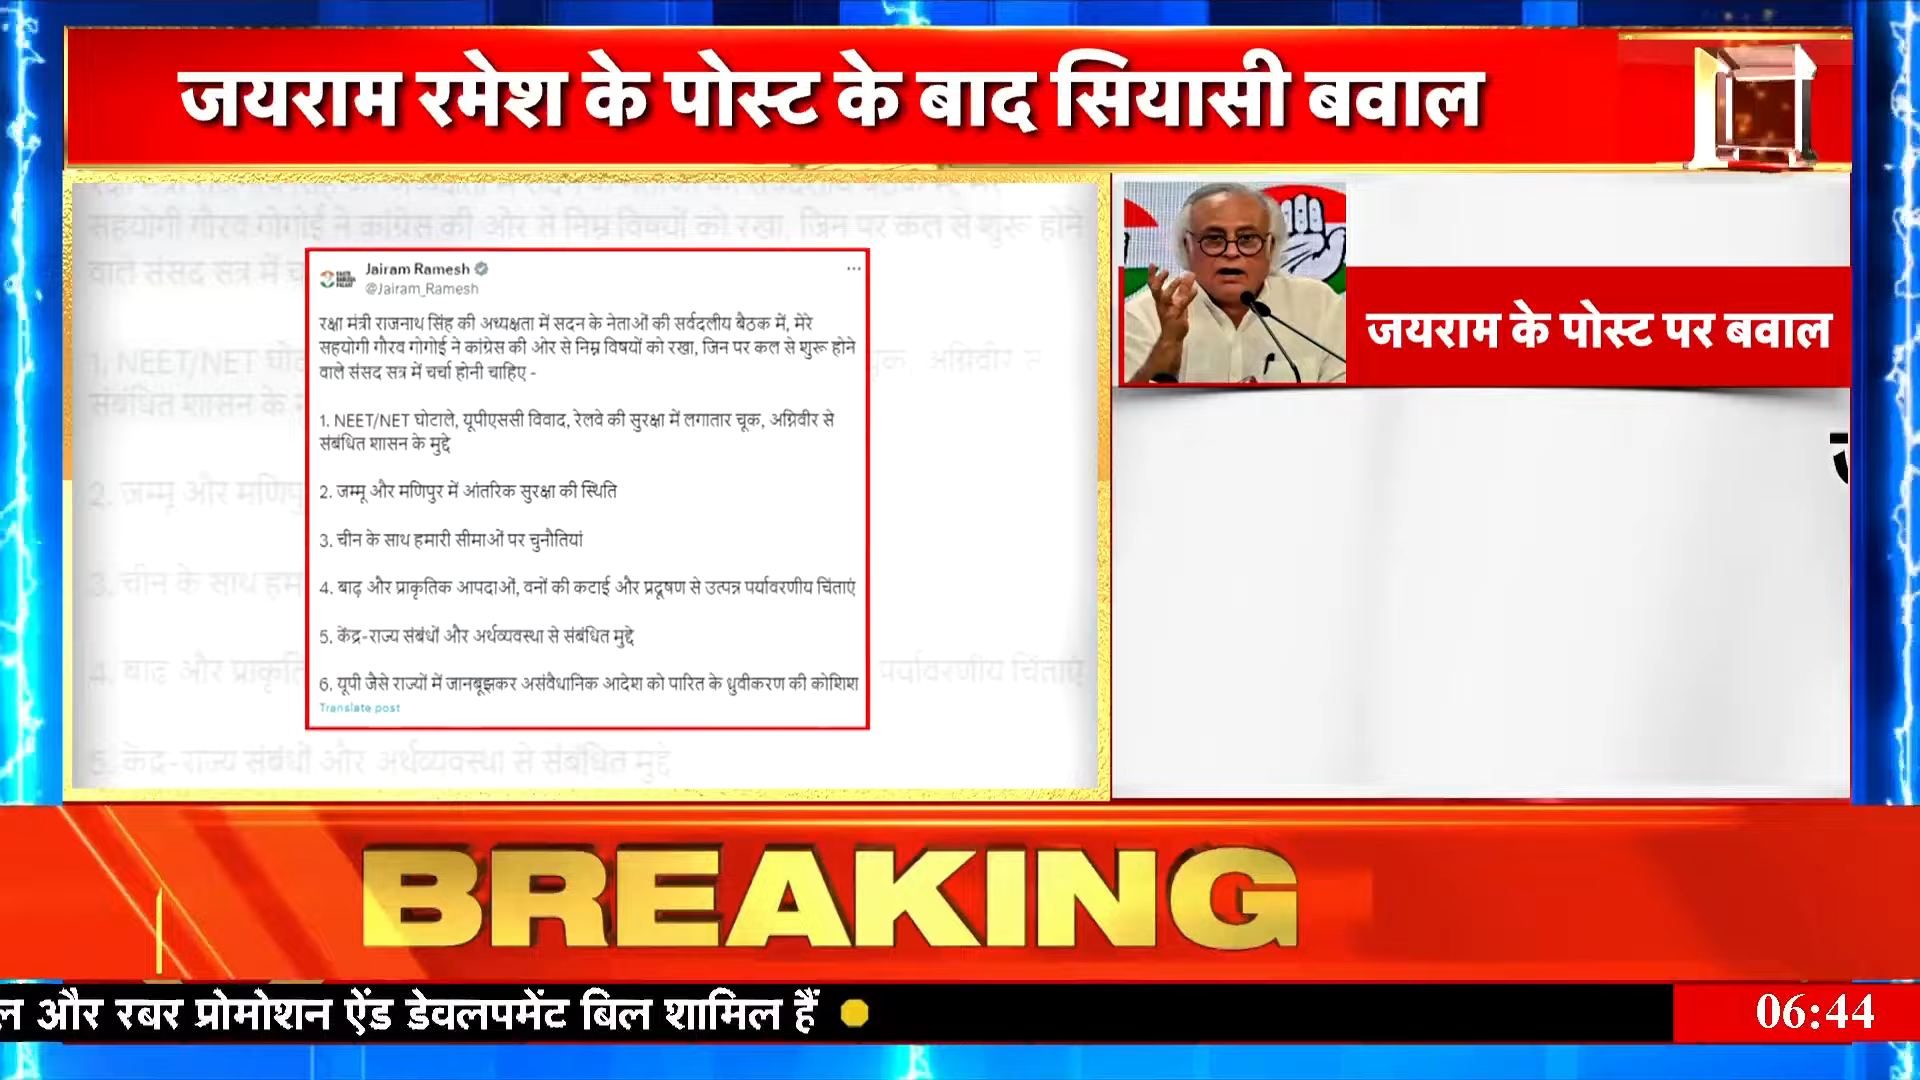 जयराम रमेश के पोस्ट के बाद सियासी बवाल
Jairam Ramesh
@Jairam_Ramesh
रक्षा मंत्री राजनाथ सिंह की अध्यक्षता में सदन के नेताओं की सर्वदलीय बैठक में, मेरे
सहयोगी गौरव गोगोई ने कांग्रेस की ओर से निम्न विषयों को रखा, जिन पर कल से शुरू होने
वाले संसद सत्र में चर्चा होनी चाहिए -
1. NEET/NET घोटाले, यूपीएससी विवाद, रेलवे की सुरक्षा में लगातार चूक, अग्निवीर से
संबंधित शासन के मुद्दे
2. जम्मू और मणिपुर में आंतरिक सुरक्षा की स्थिति
3. चीन के साथ हमारी सीमाओं पर चुनौतियां
4. बाढ़ और प्राकृतिक आपदाओं, वनों की कटाई और प्रदूषण से उत्पन्न पर्यावरणीय चिंताएं
5. केंद्र-राज्य संबंधों और अर्थव्यवस्था से संबंधित मुद्दे
6. यूपी जैसे राज्यों में जानबूझकर असंवैधानिक आदेश को पारित के ध्रुवीकरण की कोशिश
Translate post
जयराम के पोस्ट पर बवाल
BREAKING
और रबर प्रोमोशन ऐंड डेवलपमेंट बिल शामिल हैं
06:44